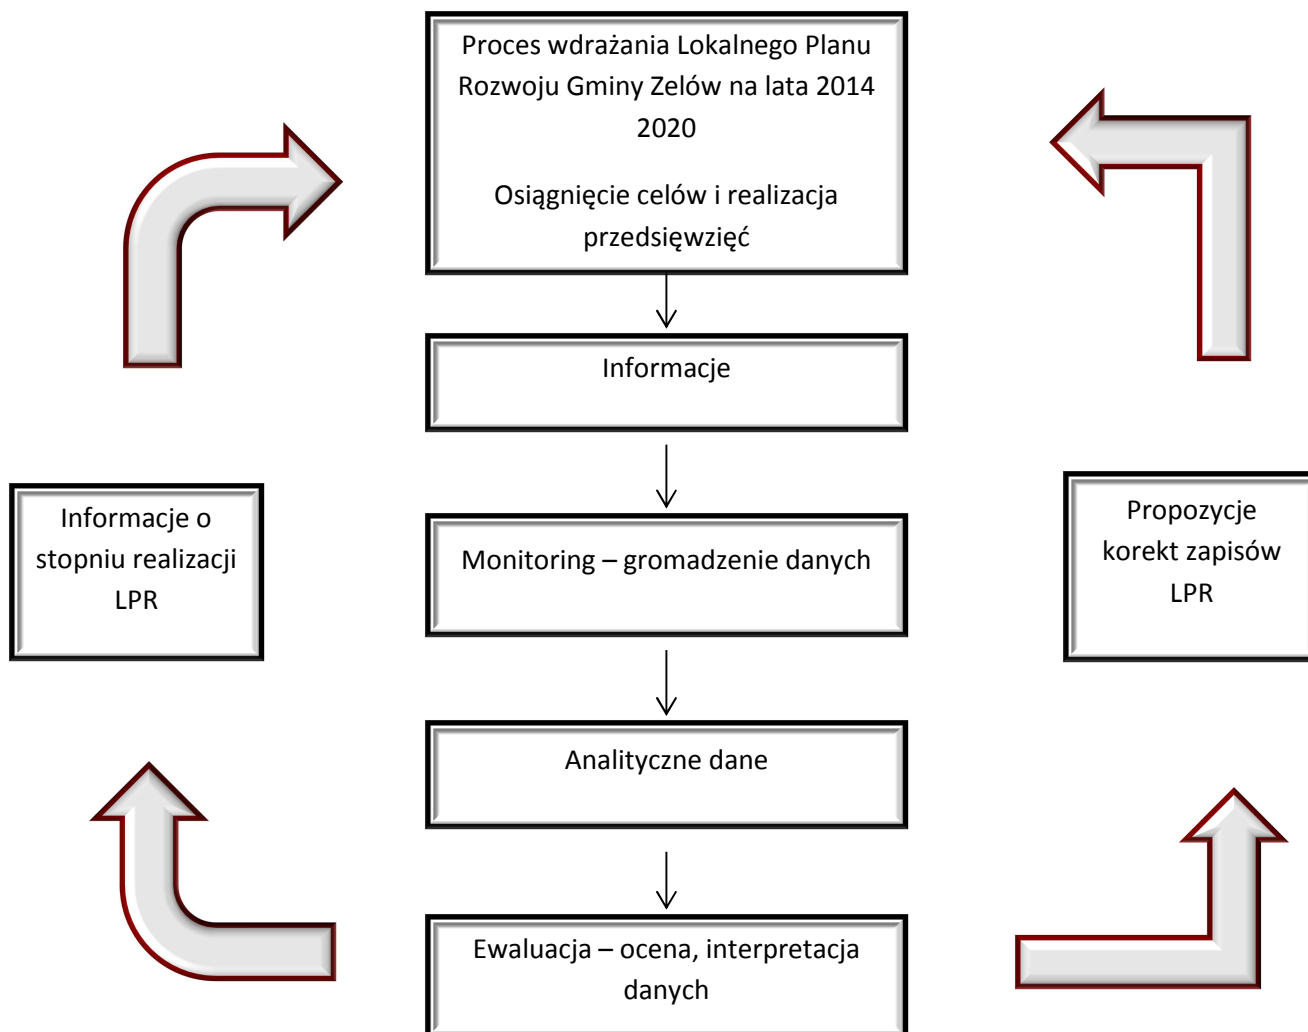 Proces wdrażania Lokalnego Planu
Rozwoju Gminy Zelów na lata 2014
2020
Osiągnięcie celów i realizacja
przedsięwzięć
Informacje
Informacje o
stopniu realizacji
LPR
Propozycje
korekt zapisów
LPR
Monitoring – gromadzenie danych
Analityczne dane
Ewaluacja – ocena, interpretacja
danych